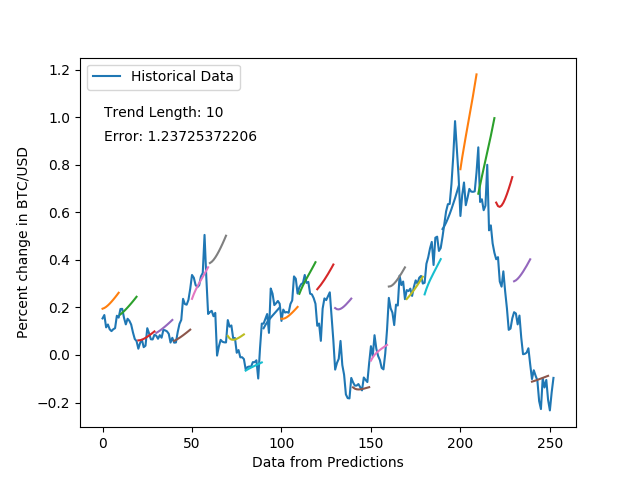 Historical Data
Trend Length: 10
Error: 1.23725372206
Percent change in BTC/USD
1.2
1.0
0.8
0.6
0.4
0.2
0.0
−0.2
0 50 100 150 200 250
Data from Predictions